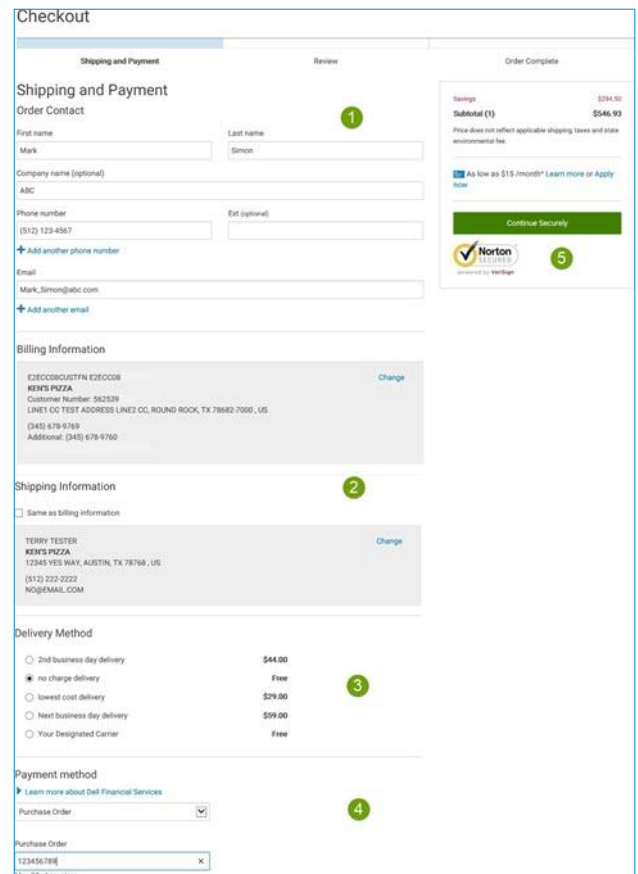 Checkout
Shipping and Payment
Review
Order Complete
Shipping and Payment
Order Contact
1
First name
Last name
Mark
Simon
Company name (optional)
ABC
Phone number
Ext (optional)
(512) 123-4567
+ Add another phone number
Email
Mark_Simon@abc.com
+ Add another email
Savings $294.50
Subtotal (1) $546.93
Price does not reflect applicable shipping, taxes and state
environmental fee.
As low as $15 /month* Learn more or Apply
now
Continue Securely
Norton
SECURED
powered by VeriSign
5
Billing Information
E2ECC08CUSTFN E2ECC08
Change
KEN'S PIZZA
Customer Number: 562539
LINE1 CC TEST ADDRESS LINE2 CC, ROUND ROCK, TX 78682-7000 , US
(345) 678-9769
Additional: (345) 678-9760
Shipping Information
2
Same as billing information
TERRY TESTER
Change
KEN'S PIZZA
12345 YES WAY, AUSTIN, TX 78768 , US
(512) 222-2222
NO@EMAIL.COM
Delivery Method
2nd business day delivery $44.00
no charge delivery Free
3
lowest cost delivery $29.00
Next business day delivery $59.00
Your Designated Carrier Free
Payment method
Learn more about Dell Financial Services
4
Purchase Order
Purchase Order
123456789